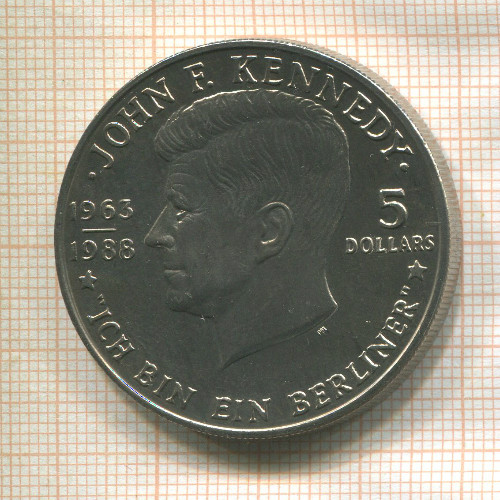 · JOHN F. KENNEDY ·
1963
1988
5
DOLLARS
"ICH BIN EIN BERLINER"